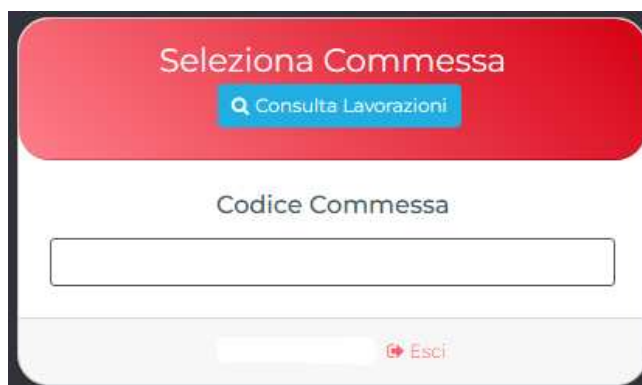 Seleziona Commessa
Consulta Lavorazioni
Codice Commessa
Esci